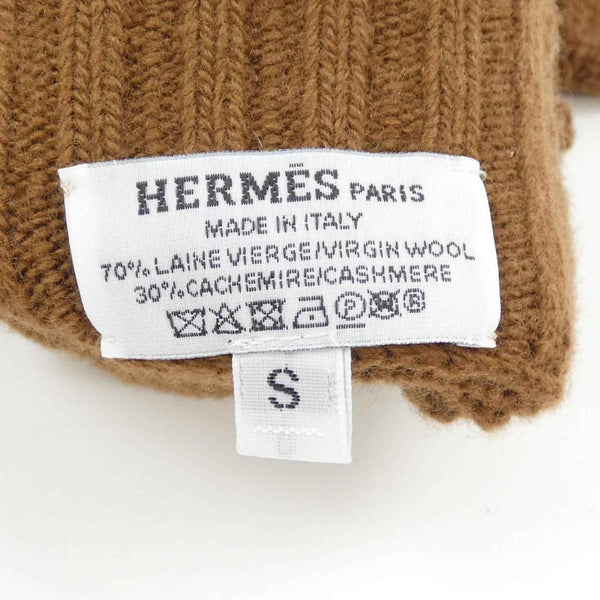 HERMÈS PARIS
MADE IN ITALY
70% LAINE VIERGE/VIRGIN WOOL
30% CACHEMIRE/CASHMERE
P ®
S